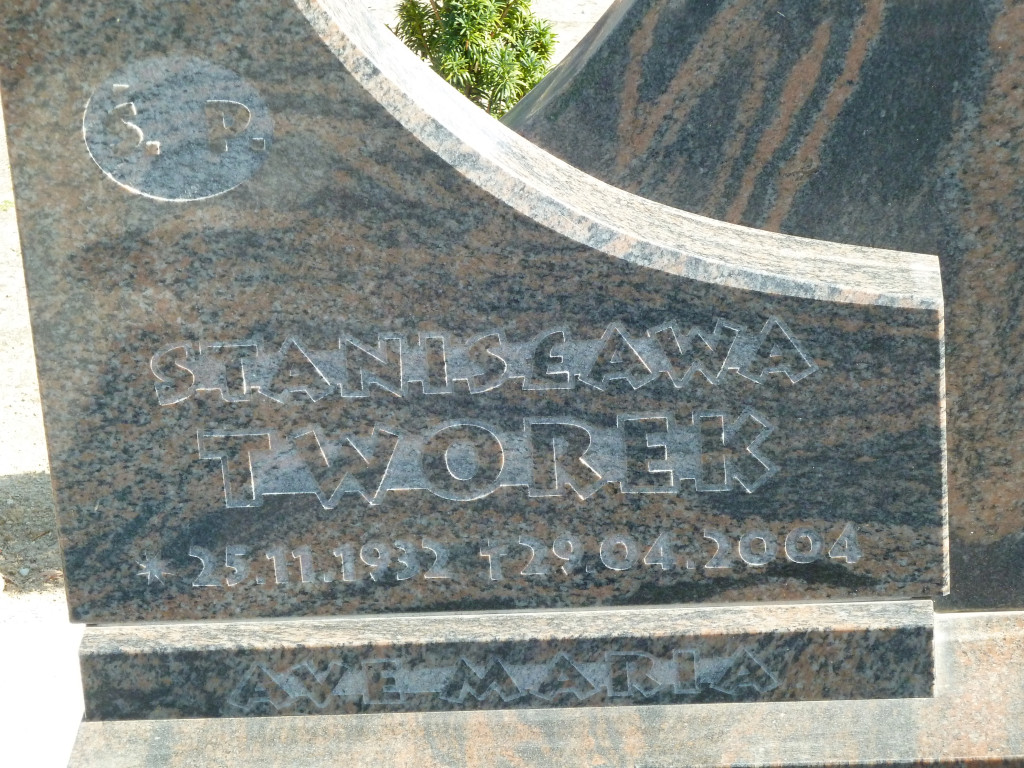 Ś. P.
STANISŁAWA
TWOREK
* 25.11.1932 † 29.04.2004
AVE MARIA